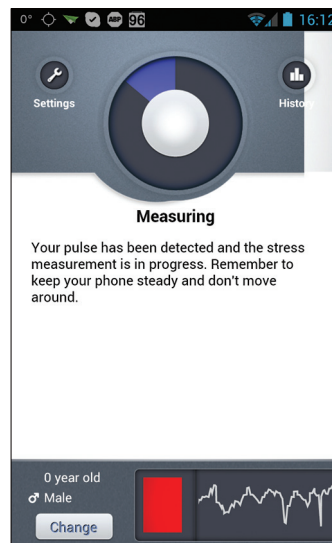 0° ABP 96 16:12
Settings
History
Measuring
Your pulse has been detected and the stress
measurement is in progress. Remember to
keep your phone steady and don't move
around.
0 year old
♂ Male
Change